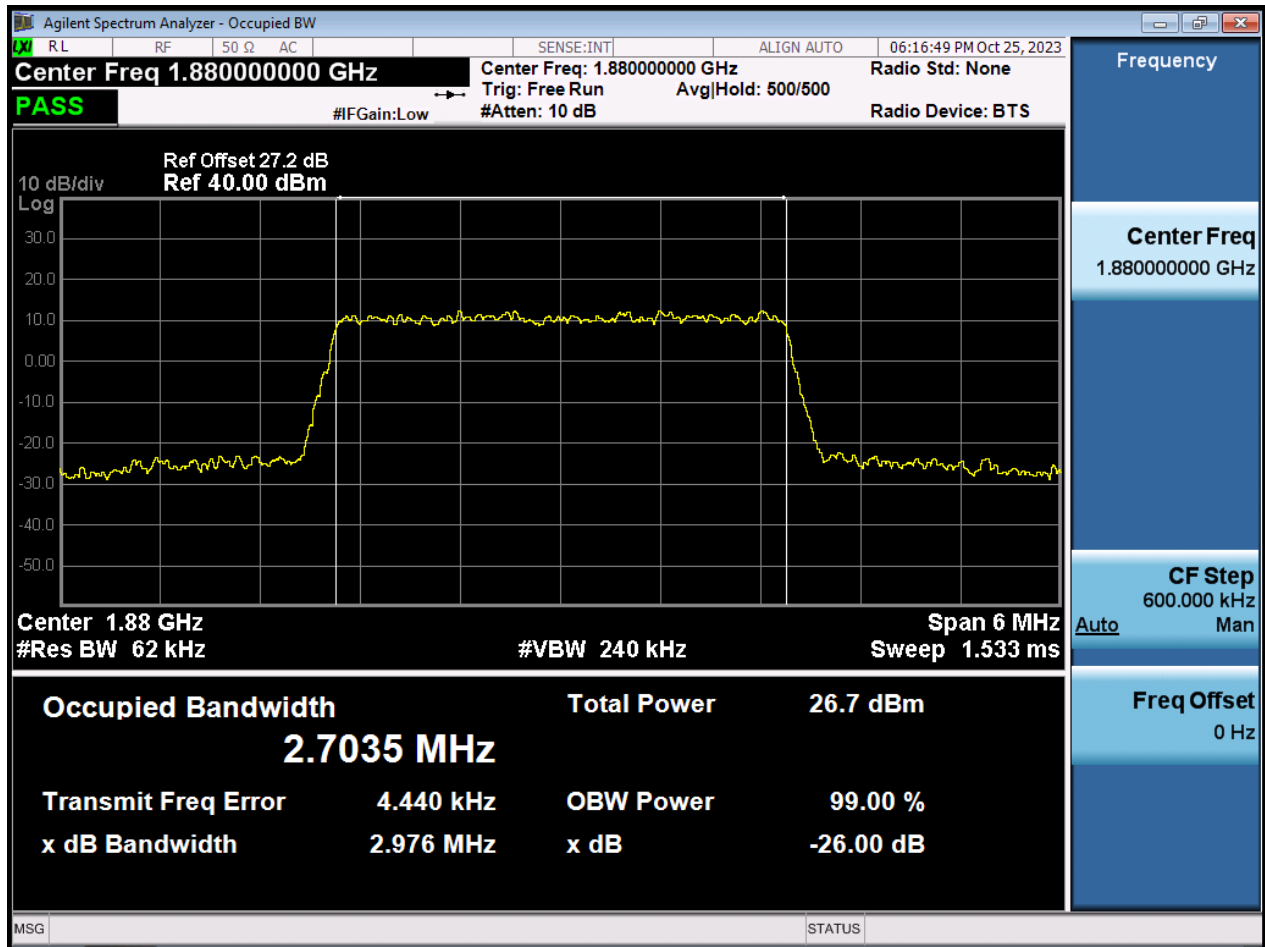 Agilent Spectrum Analyzer - Occupied BW
LXI RL RF 50 Ω AC SENSE:INT ALIGN AUTO 06:16:49 PM Oct 25, 2023
Center Freq 1.880000000 GHz
Center Freq: 1.880000000 GHz Radio Std: None
Trig: Free Run Avg|Hold: 500/500
PASS
#IFGain:Low #Atten: 10 dB Radio Device: BTS
Ref Offset 27.2 dB
10 dB/div Ref 40.00 dBm
Log
30.0
20.0
10.0
0.00
-10.0
-20.0
-30.0
-40.0
-50.0
Center 1.88 GHz Span 6 MHz
#Res BW 62 kHz #VBW 240 kHz Sweep 1.533 ms
Occupied Bandwidth Total Power 26.7 dBm
2.7035 MHz
Transmit Freq Error 4.440 kHz OBW Power 99.00 %
x dB Bandwidth 2.976 MHz x dB -26.00 dB
MSG STATUS
Frequency
Center Freq
1.880000000 GHz
CF Step
600.000 kHz
Auto Man
Freq Offset
0 Hz